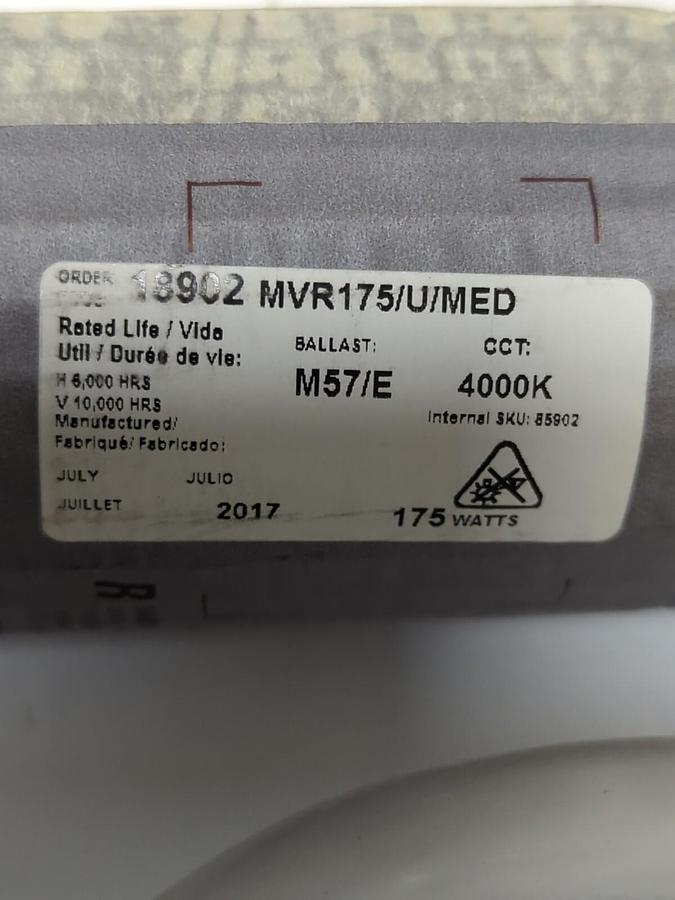 ORDER 18902 MVR175/U/MED
CODE:
Rated Life / Vida
Util / Durée de vie:
H 6,000 HRS
V 10,000 HRS
Manufactured/
Fabriqué/ Fabricado:
JULY JULIO
JUILLET 2017
BALLAST:
M57/E
CCT:
4000K
Internal SKU: 85902
175 WATTS